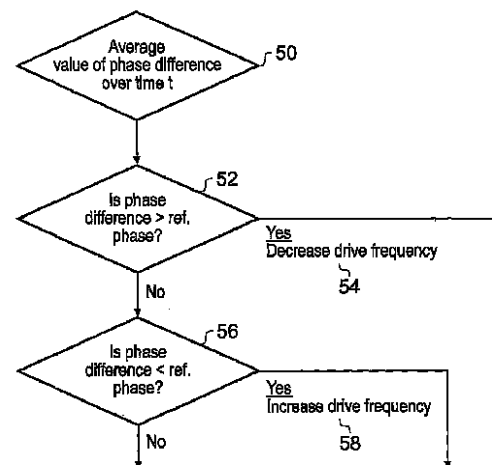 Average
value of phase difference
over time t
50
Is phase
difference > ref.
phase?
52
Yes
Decrease drive frequency
54
No
Is phase
difference < ref.
phase?
56
Yes
Increase drive frequency
58
No